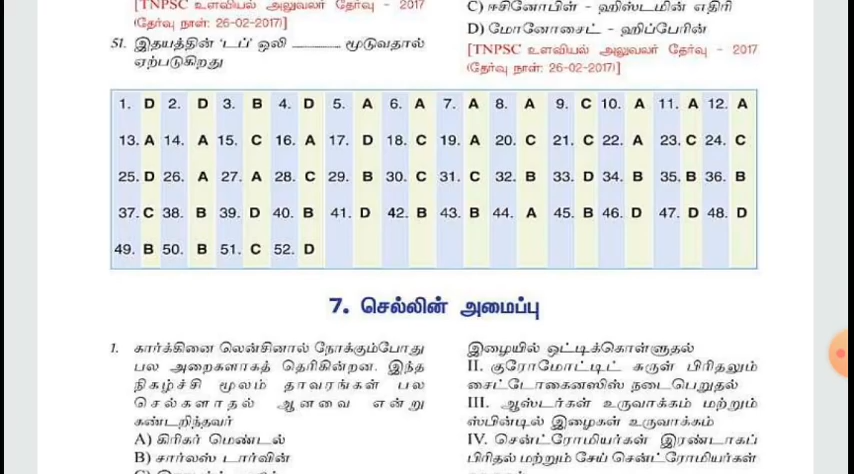 [TNPSC உளவியல் அலுவலர் தேர்வு - 2017
(தேர்வு நாள்: 26-02-2017)]
51. இதயத்தின் 'டப்' ஒலி ________ மூடுவதால்
ஏற்படுகிறது
C) ஈசினோபிள் - ஹிஸ்டமின் எதிரி
D) மோனோசைட் - ஹிப்பேரின்
[TNPSC உளவியல் அலுவலர் தேர்வு - 2017
(தேர்வு நாள்: 26-02-2017)]
1. D 2. D 3. B 4. D 5. A 6. A 7. A 8. A 9. C 10. A 11. A 12. A
13. A 14. A 15. C 16. A 17. D 18. C 19. A 20. C 21. C 22. A 23. C 24. C
25. D 26. A 27. A 28. C 29. B 30. C 31. C 32. B 33. D 34. B 35. B 36. B
37. C 38. B 39. D 40. B 41. D 42. B 43. B 44. A 45. B 46. D 47. D 48. D
49. B 50. B 51. C 52. D
7. செல்லின் அமைப்பு
1. கார்க்கினை லென்சினால் நோக்கும்போது
பல அறைகளாகத் தெரிகின்றன. இந்த
நிகழ்ச்சி மூலம் தாவரங்கள் பல
செல்களாதல் ஆனவை என்று
கண்டறிந்தவர்
A) கிரிகர் மெண்டல்
B) சார்லஸ் டார்வின்
இழையில் ஒட்டிக்கொள்ளுதல்
II. குரோமோட்டிட் சுருள் பிரிதலும்
சைட்டோகைனஸிஸ் நடைபெறுதல்
III. ஆஸ்டர்கள் உருவாக்கம் மற்றும்
ஸ்பின்டில் இழைகள் உருவாக்கம்
IV. சென்ட்ரோமியர்கள் இரண்டாகப்
பிரிதல் மற்றும் சேய் சென்ட்ரோமியர்கள்